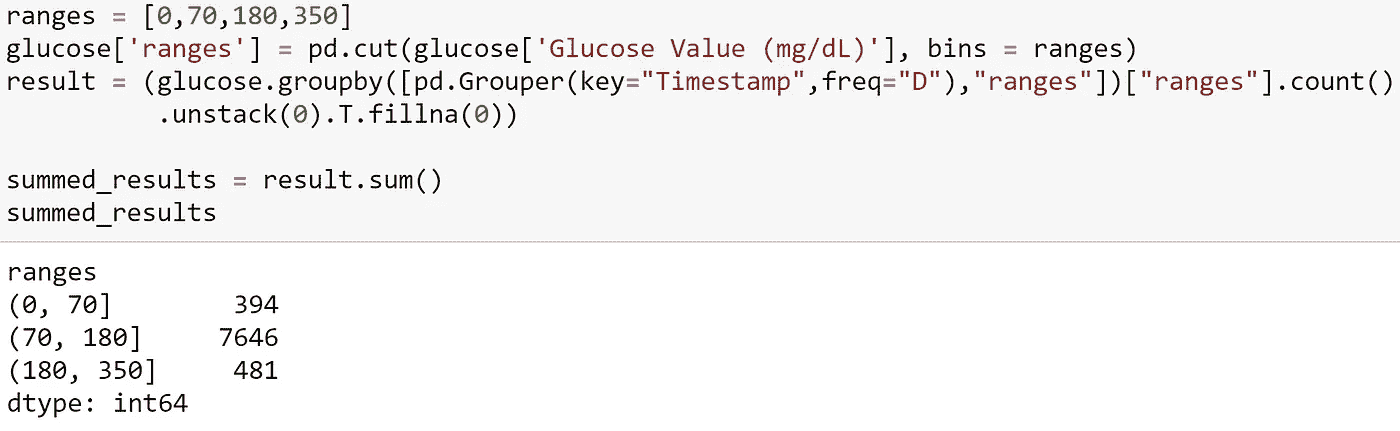 ranges = [0,70,180,350]
glucose['ranges'] = pd.cut(glucose['Glucose Value (mg/dL)'], bins = ranges)
result = (glucose.groupby([pd.Grouper(key="Timestamp",freq="D"),"ranges"])["ranges"].count()
.unstack(0).T.fillna(0))
summed_results = result.sum()
summed_results
ranges
(0, 70] 394
(70, 180] 7646
(180, 350] 481
dtype: int64